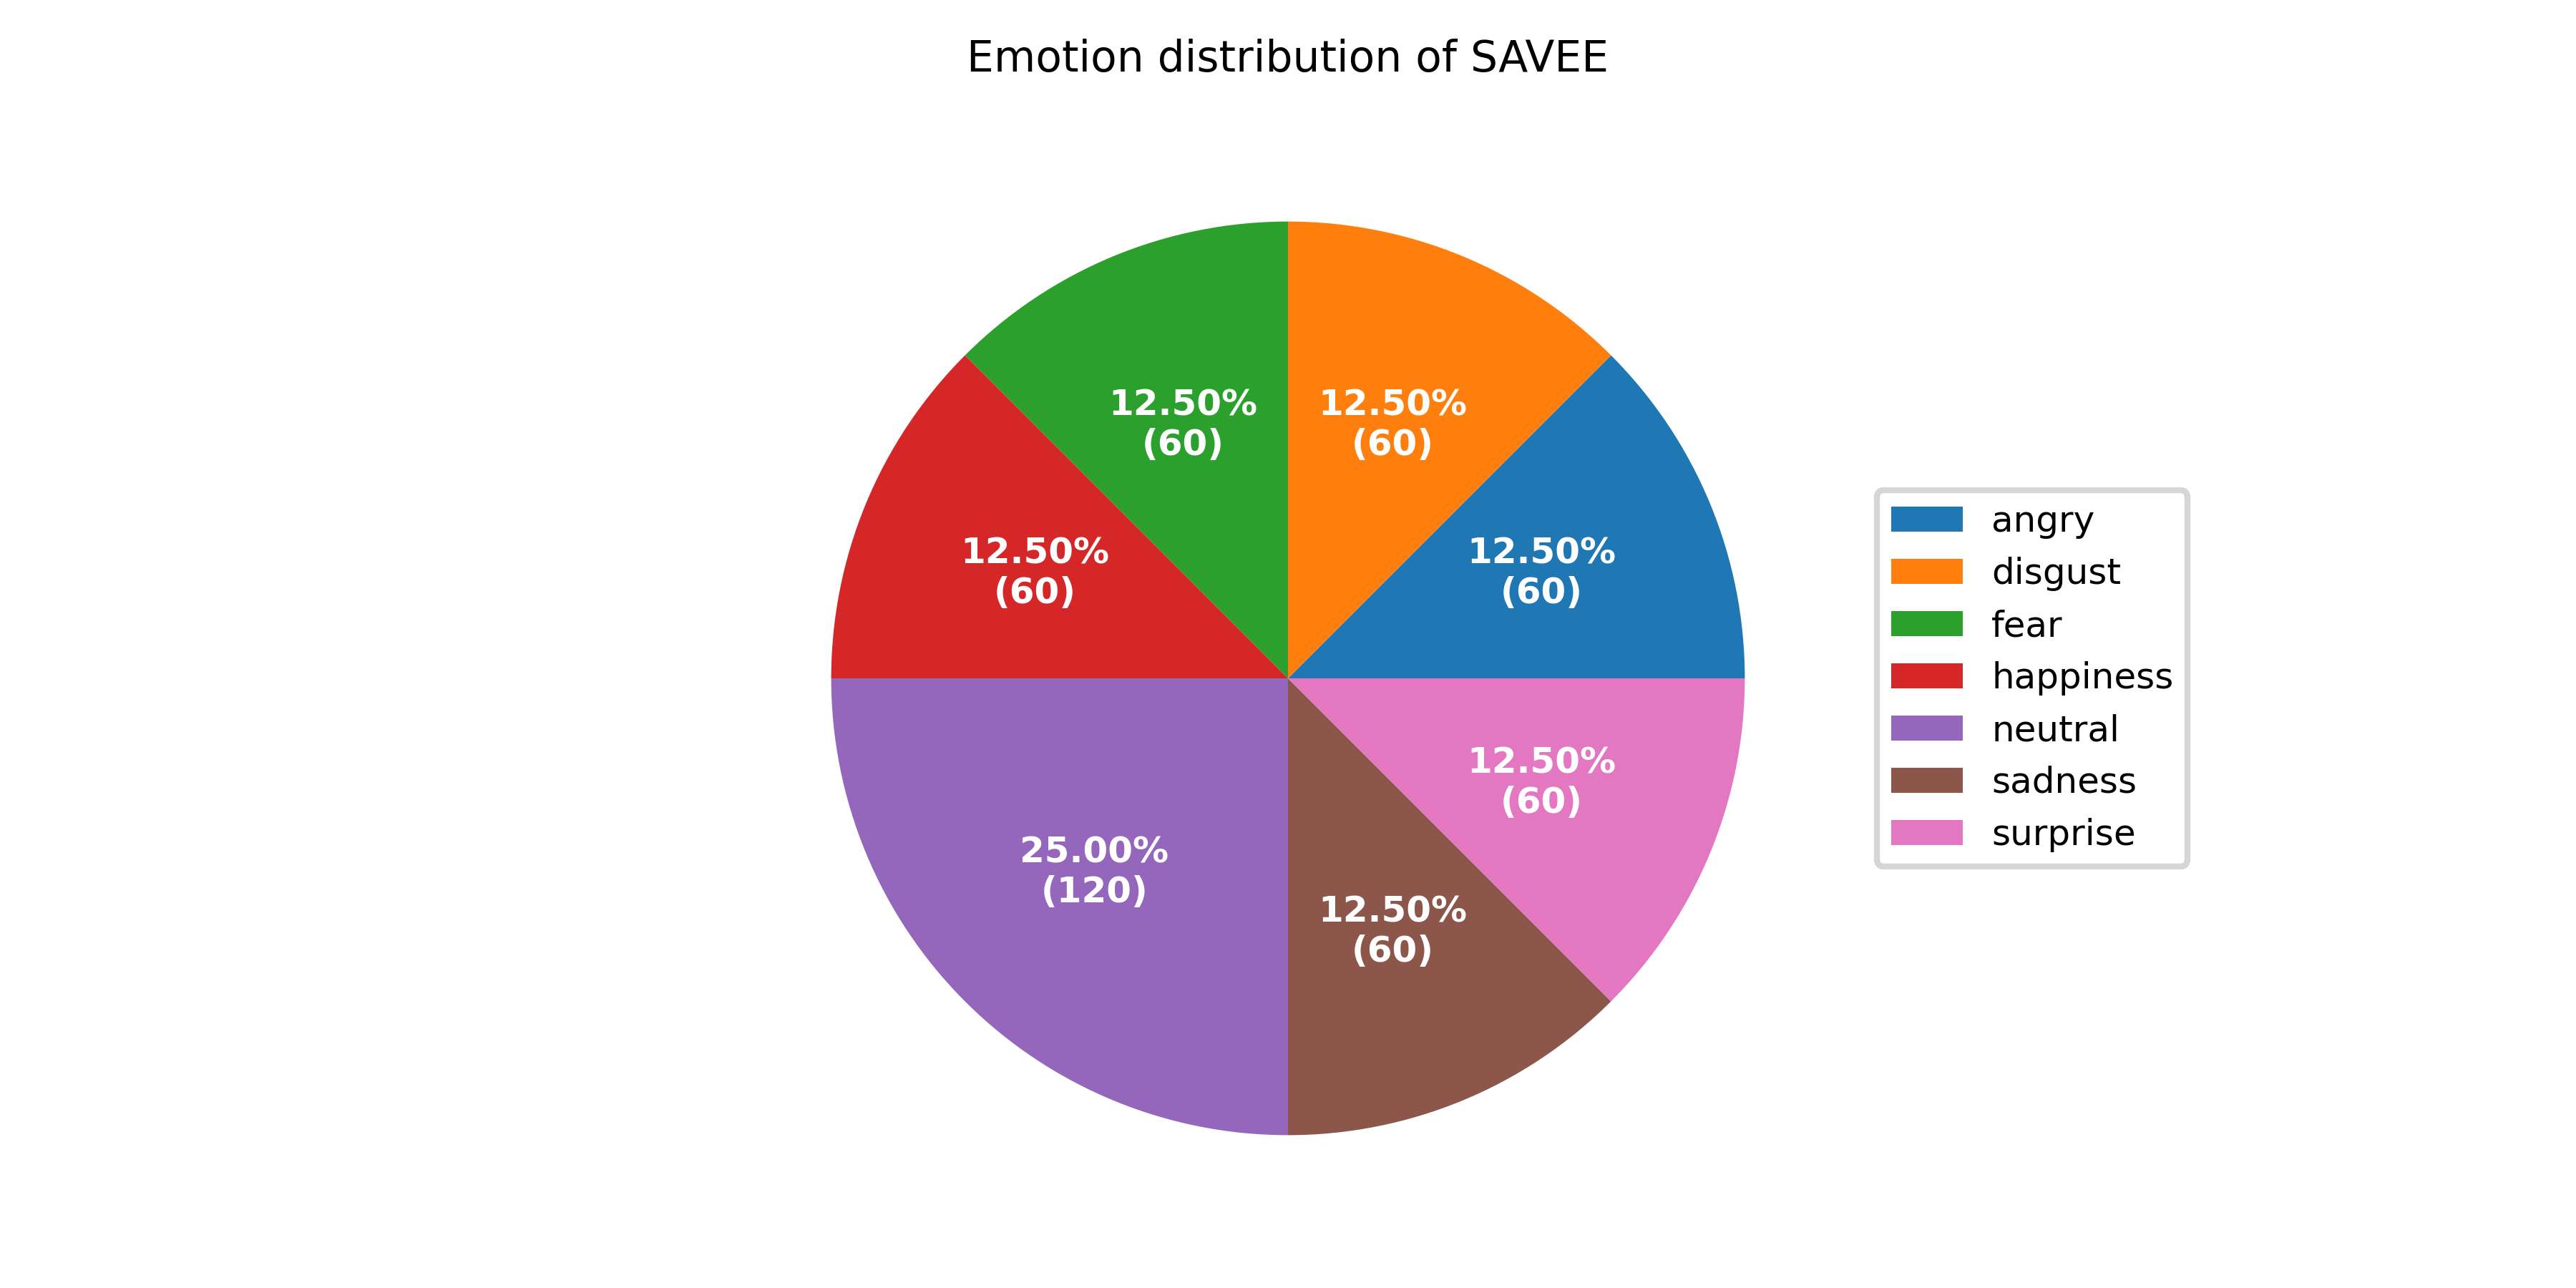 Emotion distribution of SAVEE
12.50%
(60)
12.50%
(60)
12.50%
(60)
12.50%
(60)
25.00%
(120)
12.50%
(60)
12.50%
(60)
angry
disgust
fear
happiness
neutral
sadness
surprise